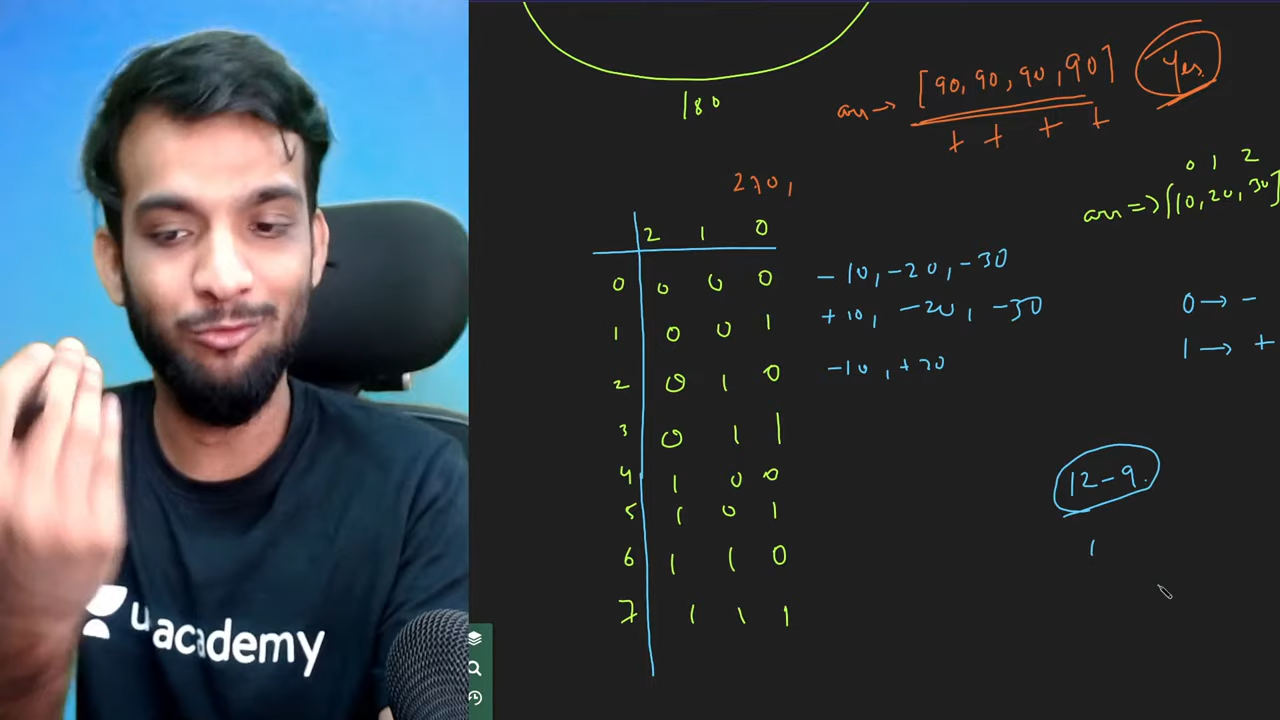 180
arr → [90, 90, 90, 90] Yes
+ + + +
270,
0 1 2
arr => [10, 20, 30]
2 1 0
0 0 0 0 -10, -20, -30
1 0 0 1 +10, -20, -30
0 → -
1 → +
2 0 1 0 -10, +20
3 0 1 1
4 1 0 0
5 1 0 1
6 1 1 0
7 1 1 1
12-9
1
unacademy